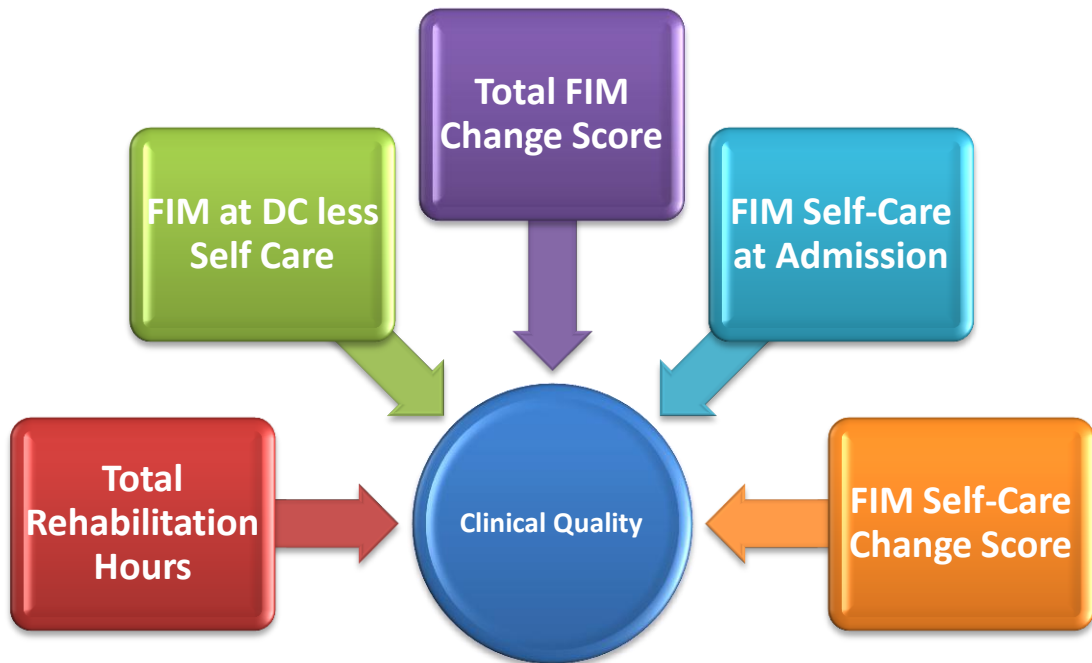 Total FIM
Change Score
FIM at DC less
Self Care
FIM Self-Care
at Admission
Total
Rehabilitation
Hours
Clinical Quality
FIM Self-Care
Change Score